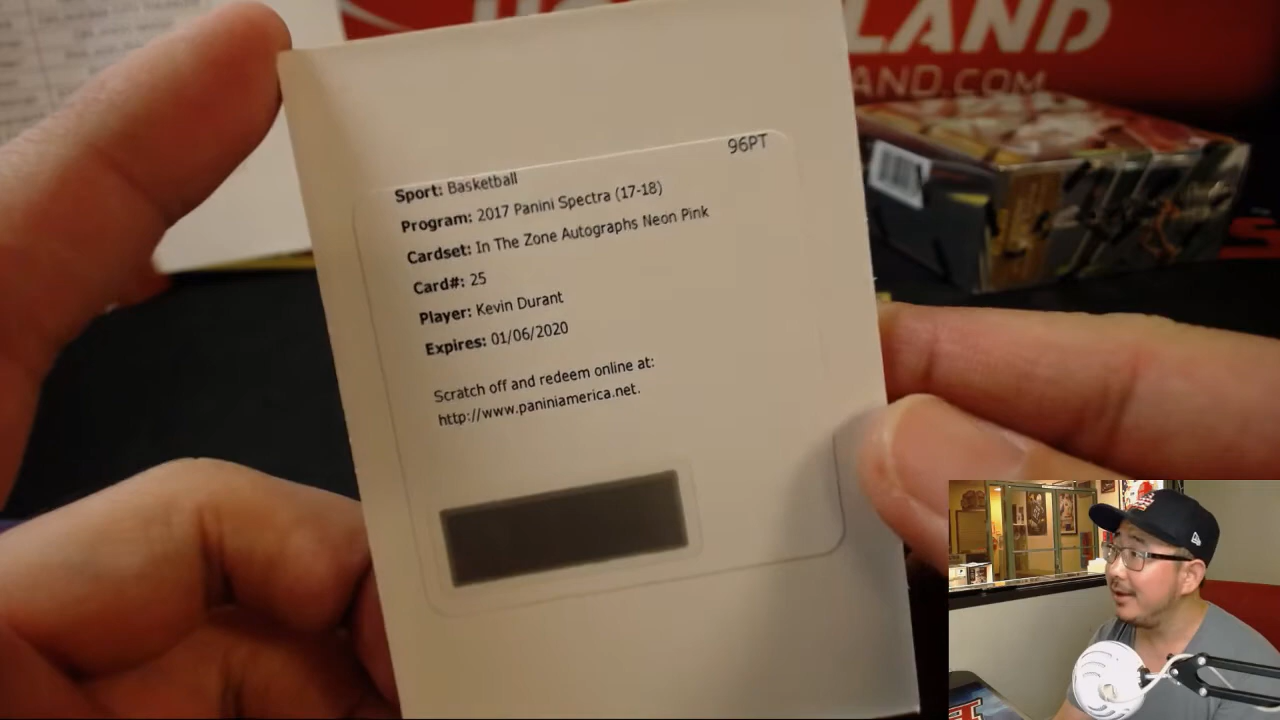 LAND
AND.COM
96PT
Sport: Basketball
Program: 2017 Panini Spectra (17-18)
Cardset: In The Zone Autographs Neon Pink
Card#: 25
Player: Kevin Durant
Expires: 01/06/2020
Scratch off and redeem online at:
http://www.paniniamerica.net.